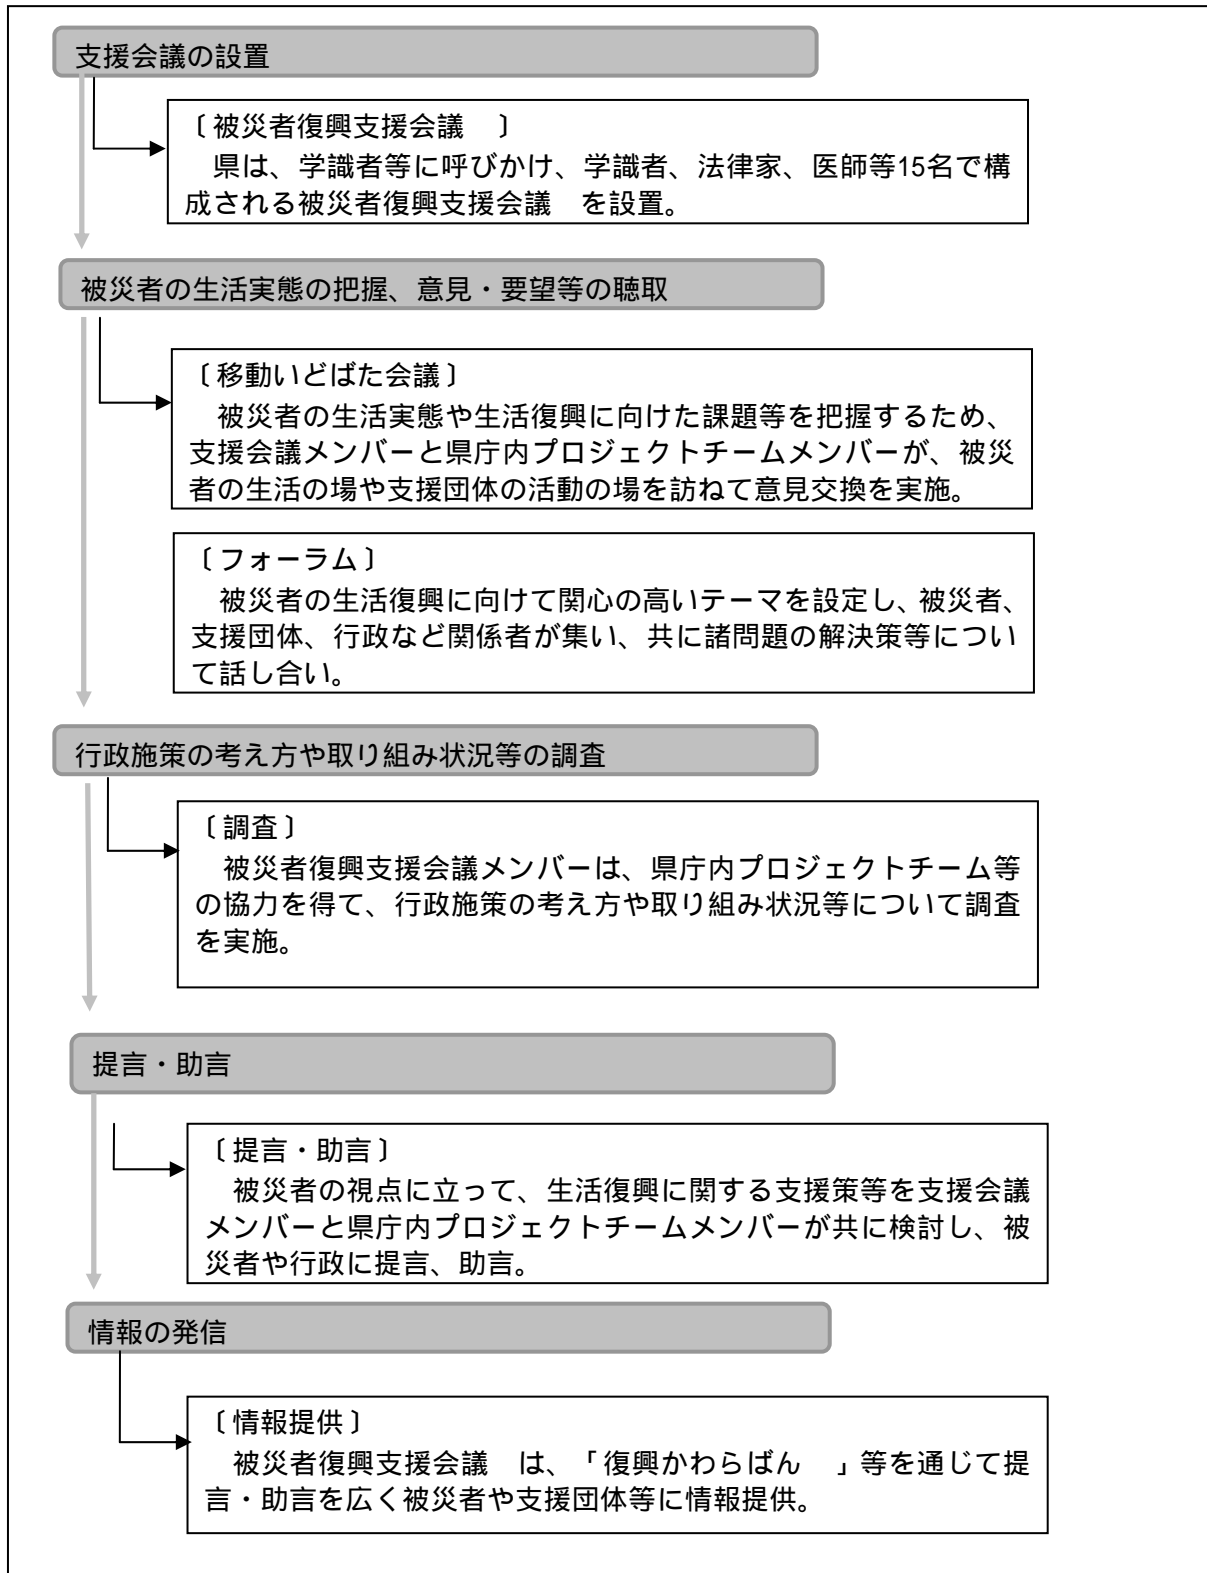 支援会議の設置
〔被災者復興支援会議　〕
　県は、学識者等に呼びかけ、学識者、法律家、医師等15名で構
成される被災者復興支援会議　を設置。
被災者の生活実態の把握、意見・要望等の聴取
〔移動いどばた会議〕
　被災者の生活実態や生活復興に向けた課題等を把握するため、
支援会議メンバーと県庁内プロジェクトチームメンバーが、被災
者の生活の場や支援団体の活動の場を訪ねて意見交換を実施。
〔フォーラム〕
　被災者の生活復興に向けて関心の高いテーマを設定し、被災者、
支援団体、行政など関係者が集い、共に諸問題の解決策等につい
て話し合い。
行政施策の考え方や取り組み状況等の調査
〔調査〕
　被災者復興支援会議メンバーは、県庁内プロジェクトチーム等
の協力を得て、行政施策の考え方や取り組み状況等について調査
を実施。
提言・助言
〔提言・助言〕
　被災者の視点に立って、生活復興に関する支援策等を支援会議
メンバーと県庁内プロジェクトチームメンバーが共に検討し、被
災者や行政に提言、助言。
情報の発信
〔情報提供〕
　被災者復興支援会議　は、「復興かわらばん　」等を通じて提
言・助言を広く被災者や支援団体等に情報提供。